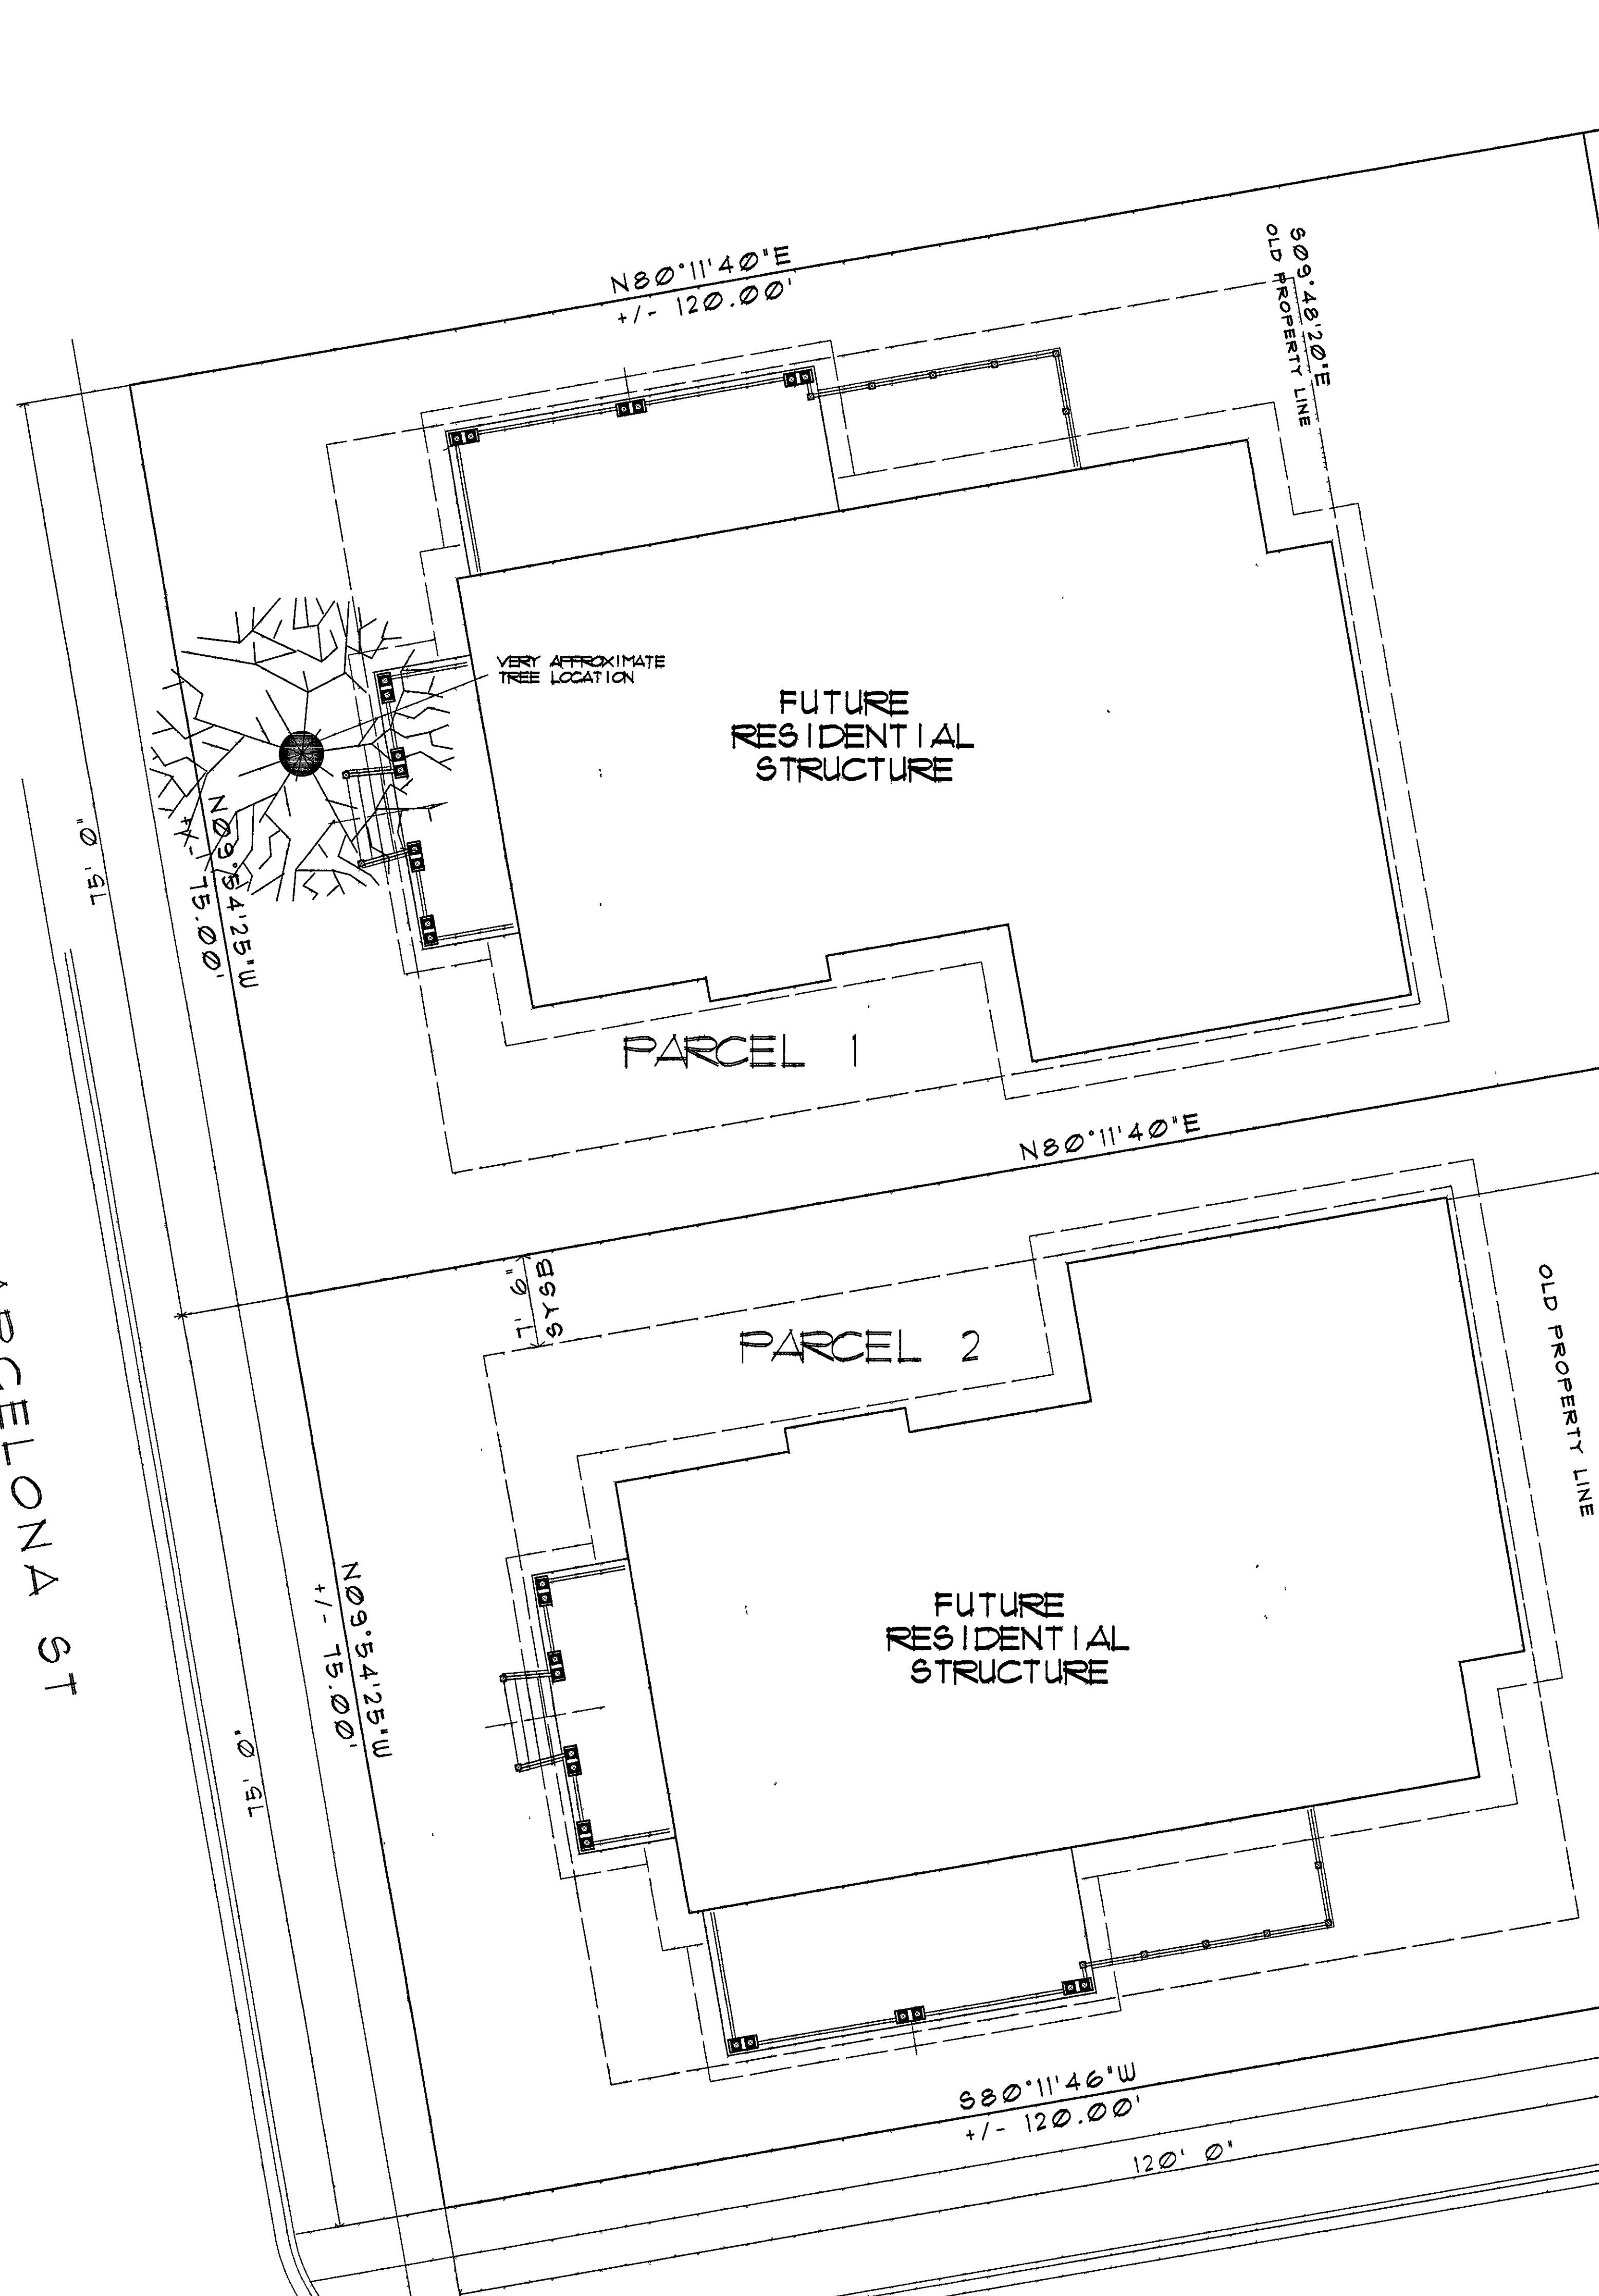 N80°11'40"E
+/- 120.00'
S09°48'20"E
OLD PROPERTY LINE
VERY APPROXIMATE
TREE LOCATION
FUTURE
RESIDENTIAL
STRUCTURE
75' 0"
N09°54'25"W
+/- 75.00'
PARCEL 1
N80°11'40"E
7' 6"
SYSB
PARCEL 2
OLD PROPERTY LINE
FUTURE
RESIDENTIAL
STRUCTURE
N09°54'25"W
+/- 75.00'
75' 0"
ST
S80°11'46"W
+/- 120.00'
120' 0"